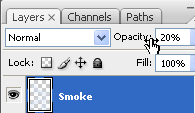 Layers × Channels Paths
Normal Opacity: 20%
Lock: Fill: 100%
Smoke